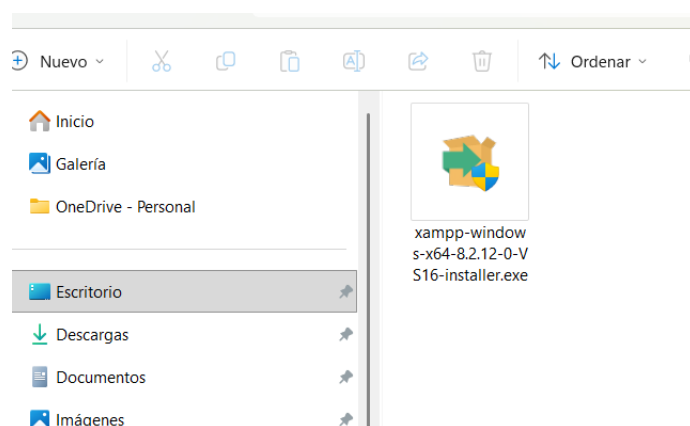 Nuevo
Ordenar
Inicio
Galería
OneDrive - Personal
Escritorio
Descargas
Documentos
Imágenes
xampp-window
s-x64-8.2.12-0-V
S16-installer.exe